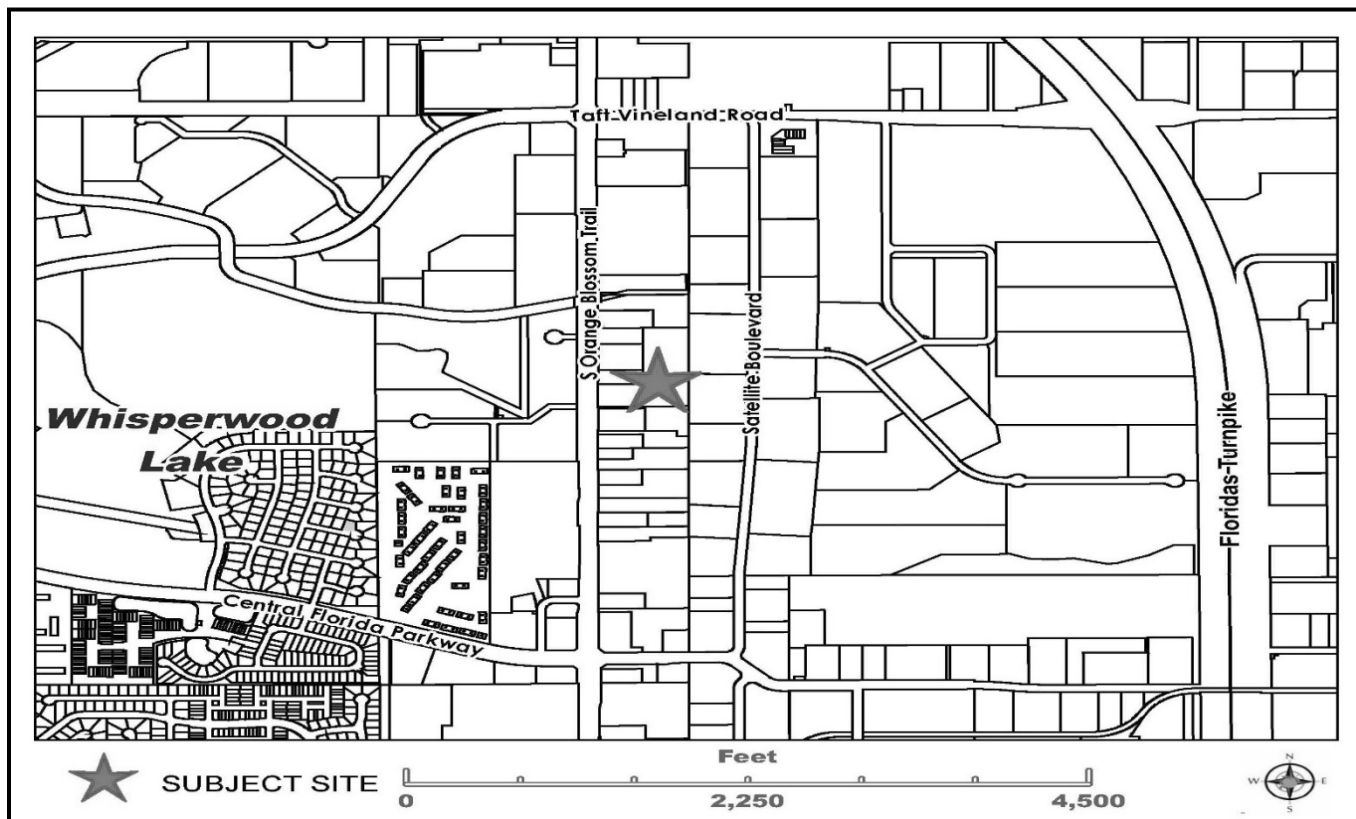 Taft Vineland Road
S Orange Blossom Trail
Satellite Boulevard
Floridas-Turnpike
Whisperwood
Lake
Central Florida Parkway
SUBJECT SITE
Feet
0
2,250
4,500
N
W
E
S